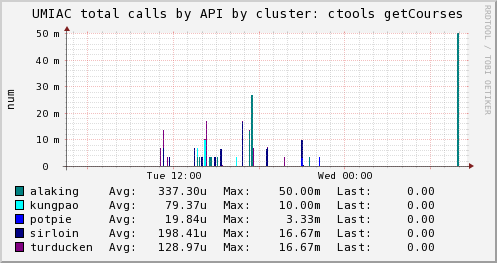 UMIAC total calls by API by cluster: ctools getCourses
RRDTOOL / TOBI OETIKER
num
50 m
40 m
30 m
20 m
10 m
0
Tue 12:00 Wed 00:00
alaking Avg: 337.30u Max: 50.00m Last: 0.00
kungpao Avg: 79.37u Max: 10.00m Last: 0.00
potpie Avg: 19.84u Max: 3.33m Last: 0.00
sirloin Avg: 198.41u Max: 16.67m Last: 0.00
turducken Avg: 128.97u Max: 16.67m Last: 0.00